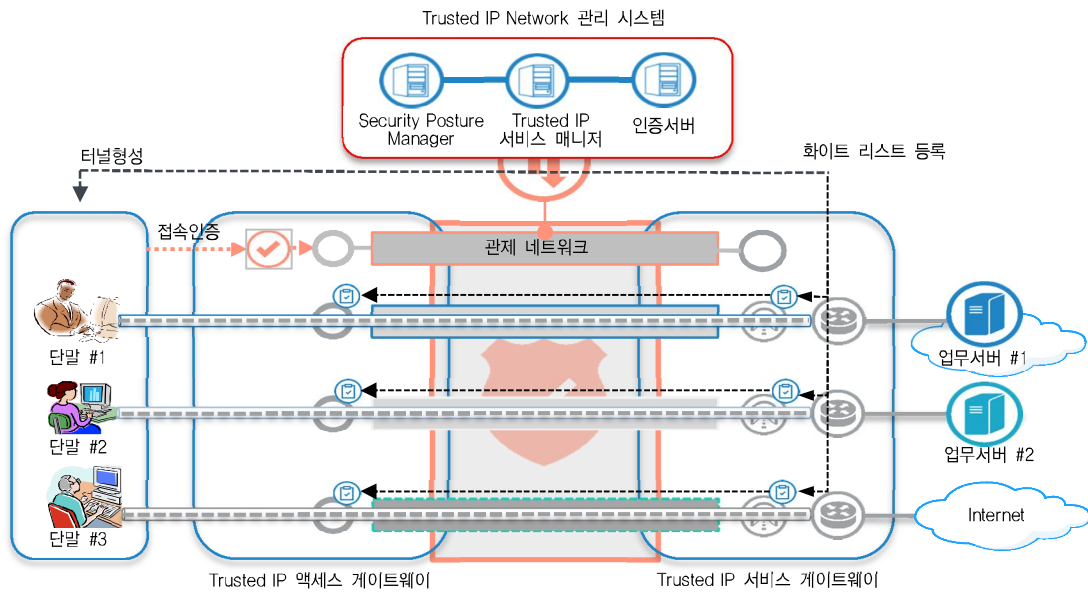 Trusted IP Network 관리 시스템
Security Posture
Manager
Trusted IP
서비스 매니저
인증서버
터널형성
화이트 리스트 등록
접속인증
관제 네트워크
단말 #1
업무서버 #1
단말 #2
업무서버 #2
단말 #3
Internet
Trusted IP 액세스 게이트웨이
Trusted IP 서비스 게이트웨이